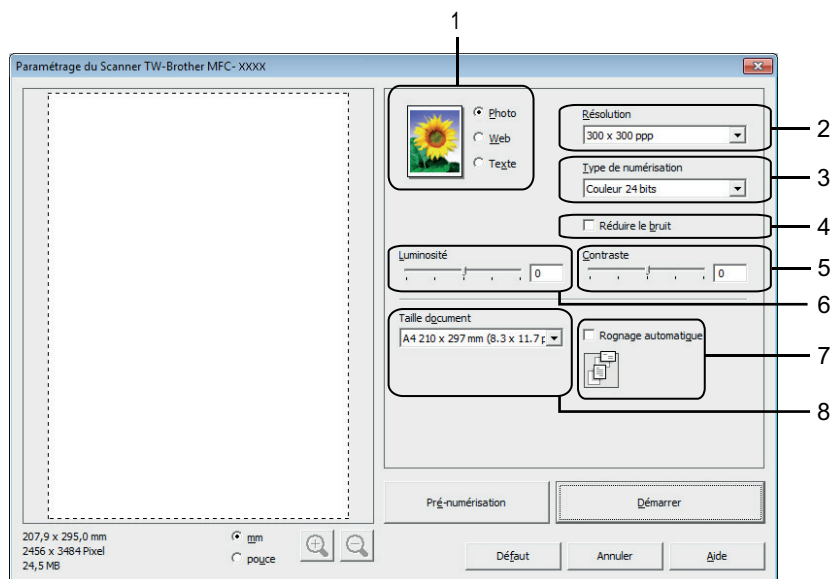 1
Paramétrage du Scanner TW-Brother MFC- XXXX
Photo
Web
Texte
Résolution
300 x 300 ppp
2
Type de numérisation
Couleur 24 bits
3
Réduire le bruit
4
Luminosité
0
Contraste
0
5
6
Taille document
A4 210 x 297 mm (8.3 x 11.7 p
Rognage automatique
7
8
Pré-numérisation
Démarrer
207,9 x 295,0 mm
2456 x 3484 Pixel
24,5 MB
mm
pouce
Défaut
Annuler
Aide